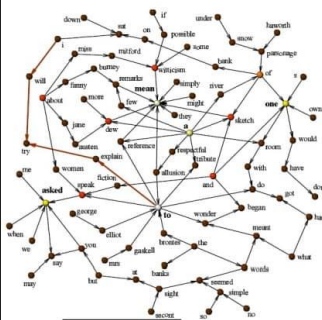 down
if
under
haworth
sat
possible
i
on
snow
parsonage
miss
mitford
some
will
witticism
bank
of
fanny
burney
remarks
mean
simply
river
s
about
more
few
might
one
they
sketch
dew
a
jane
reference
would
austen
respectful
room
try
explain
tribute
me
women
fiction
allusion
and
with
own
asked
speak
do
got
to
began
george
wonder
when
elliot
brontes
the
meant
we
you
gaskell
what
say
mrs
banks
words
may
but
at
seemed
sight
simple
second
so
no